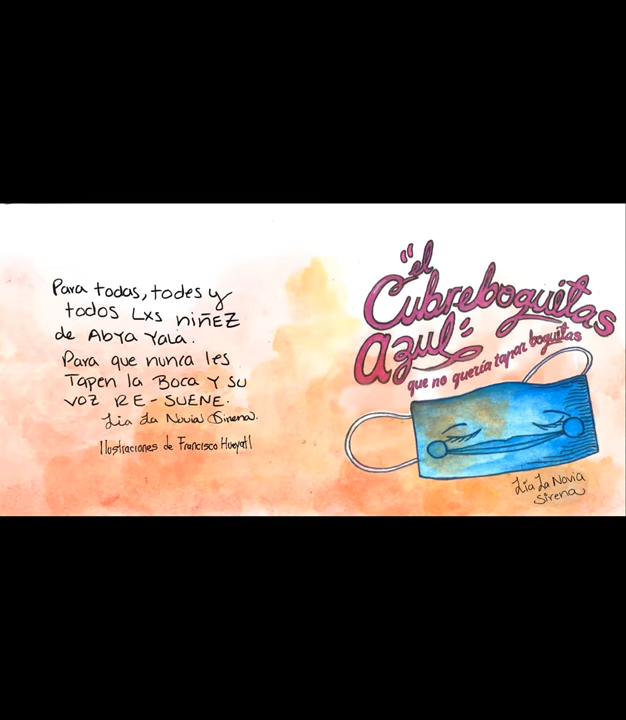 Para todas, todes y
todos Lxs niñEZ
de Abya Yala.
Para que nunca les
Tapen la Boca Y su
voz RE-SUENE.
Lia La Novia Sirena.
Ilustraciones de Francisco Hueyatl
"el
Cubreboquitas
azul"
que no quería tapar boquitas
Lia La Novia
Sirena